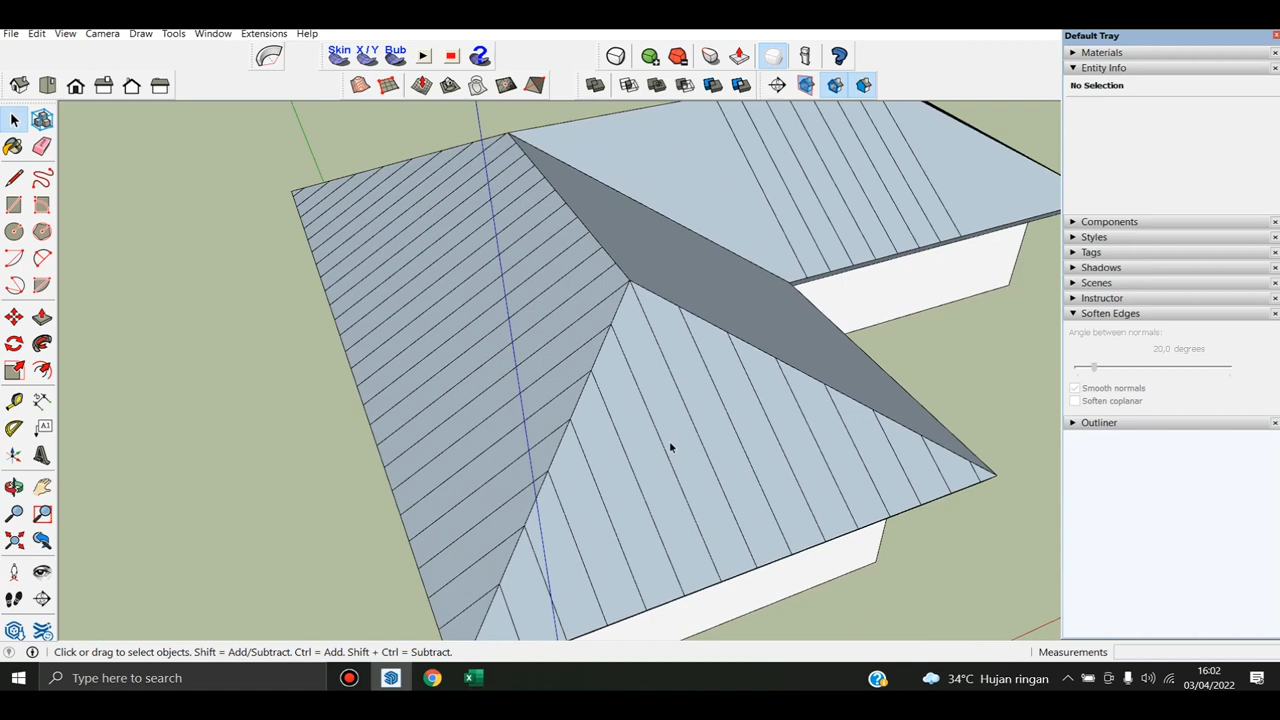 File Edit View Camera Draw Tools Window Extensions Help
Default Tray
Skin X/Y Bub
Materials
Entity Info
No Selection
A1
Components
Styles
Tags
Shadows
Scenes
Instructor
Soften Edges
Angle between normals:
20,0 degrees
Smooth normals
Soften coplanar
Outliner
Click or drag to select objects. Shift = Add/Subtract. Ctrl = Add. Shift + Ctrl = Subtract.
Measurements
Type here to search
34°C Hujan ringan
16:02
03/04/2022